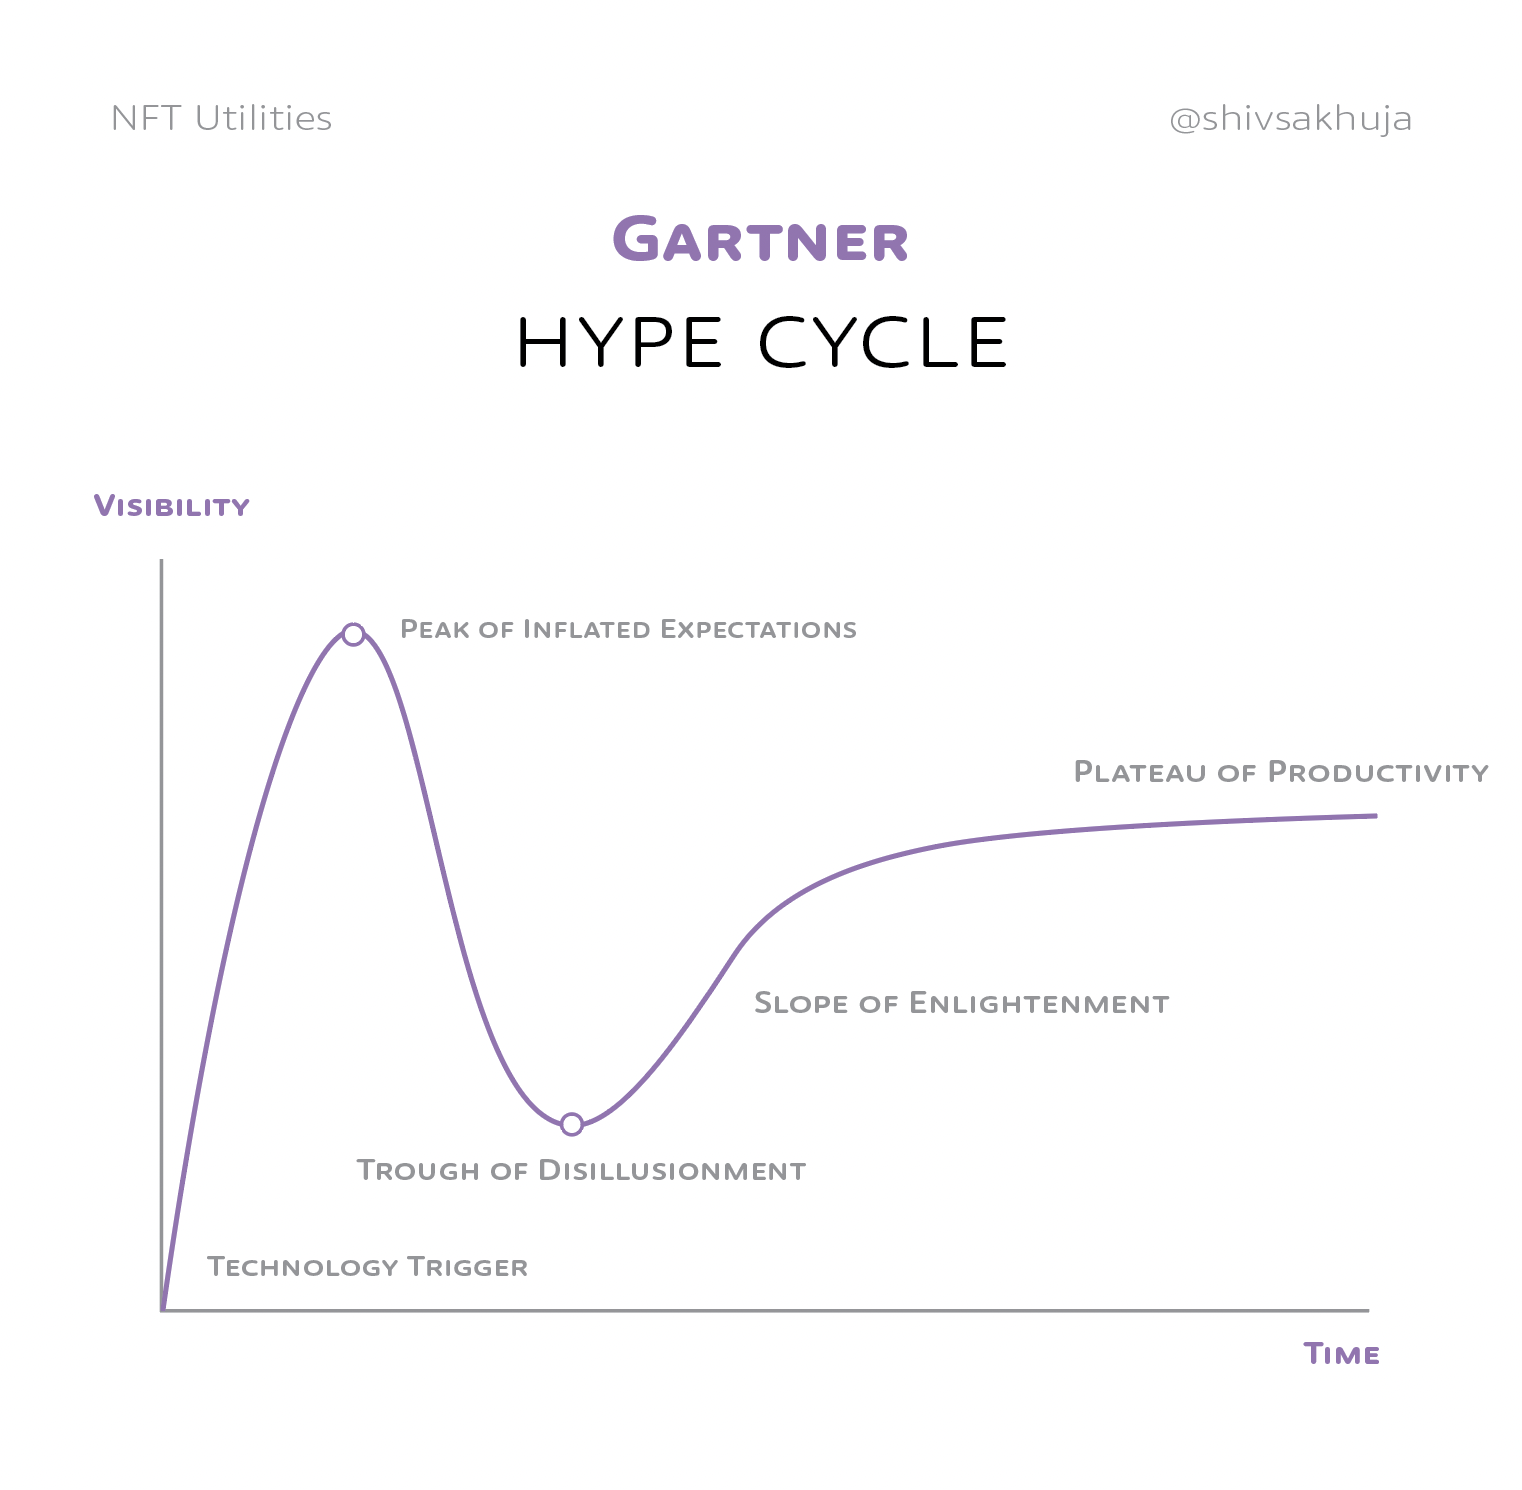 NFT Utilities
@shivsakhuja
GARTNER
HYPE CYCLE
VISIBILITY
PEAK OF INFLATED EXPECTATIONS
PLATEAU OF PRODUCTIVITY
SLOPE OF ENLIGHTENMENT
TROUGH OF DISILLUSIONMENT
TECHNOLOGY TRIGGER
TIME